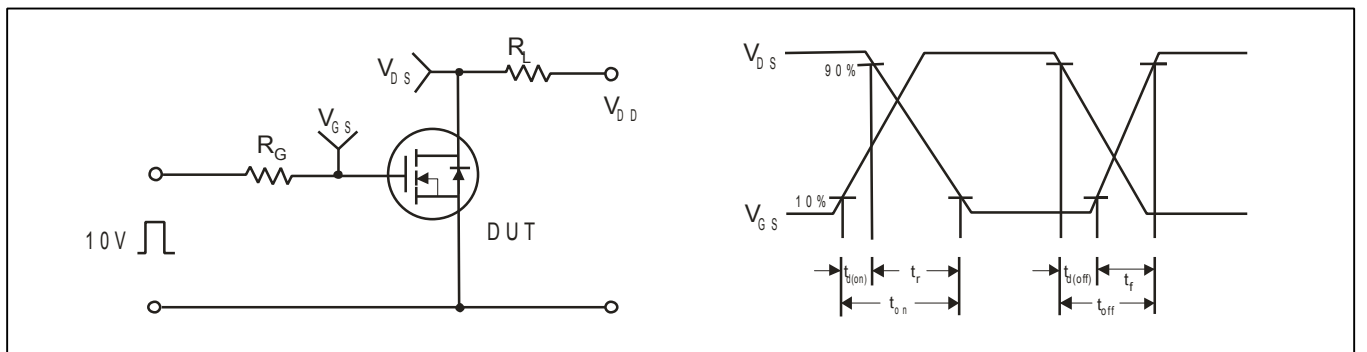 R_L
V_DS
V_DD
V_GS
R_G
DUT
10V
V_DS
90%
10%
V_GS
t_d(on)
t_r
t_d(off)
t_f
t_on
t_off